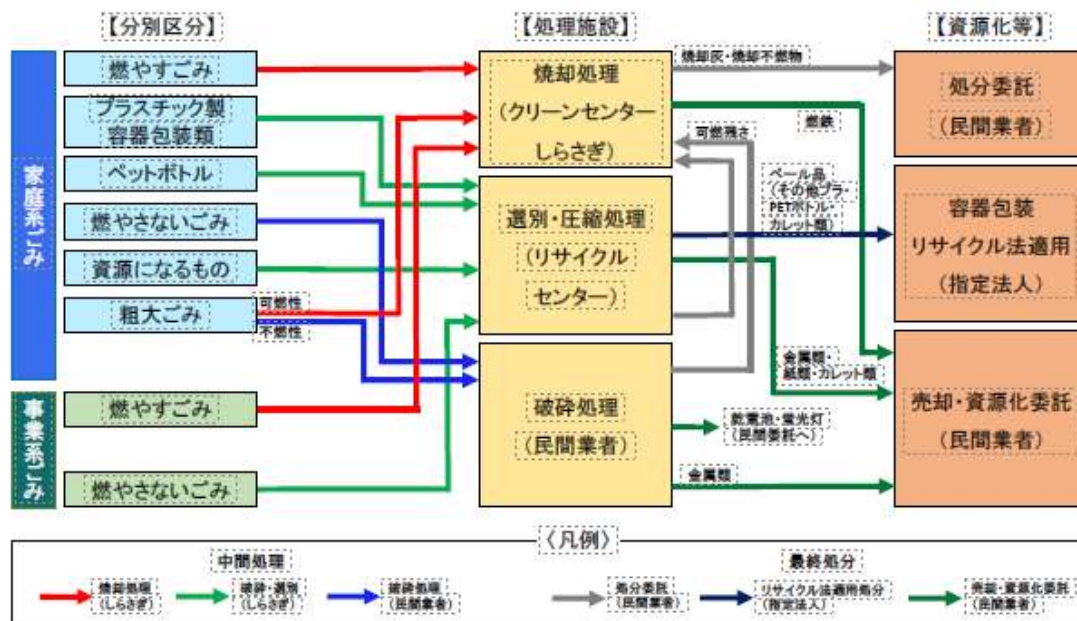 【分別区分】
【処理施設】
【資源化等】
家庭系ごみ
燃やすごみ
プラスチック製
容器包装類
ペットボトル
燃やさないごみ
資源になるもの
粗大ごみ
可燃性
不燃性
事業系ごみ
燃やすごみ
燃やさないごみ
焼却処理
(クリーンセンター
しらさぎ)
選別・圧縮処理
(リサイクル
センター)
破砕処理
(民間業者)
焼却灰・焼却不燃物
燃鉄
可燃残さ
ベール品
(その他プラ・
PETボトル・
カレット類)
金属類・
紙類・カレット類
乾電池・蛍光灯
(民間委託へ)
金属類
処分委託
(民間業者)
容器包装
リサイクル法適用
(指定法人)
売却・資源化委託
(民間業者)
〈凡例〉
中間処理
最終処分
焼却処理
(しらさぎ)
破砕・選別
(しらさぎ)
破砕処理
(民間業者)
処分委託
(民間業者)
リサイクル法適用処分
(指定法人)
売却・資源化委託
(民間業者)